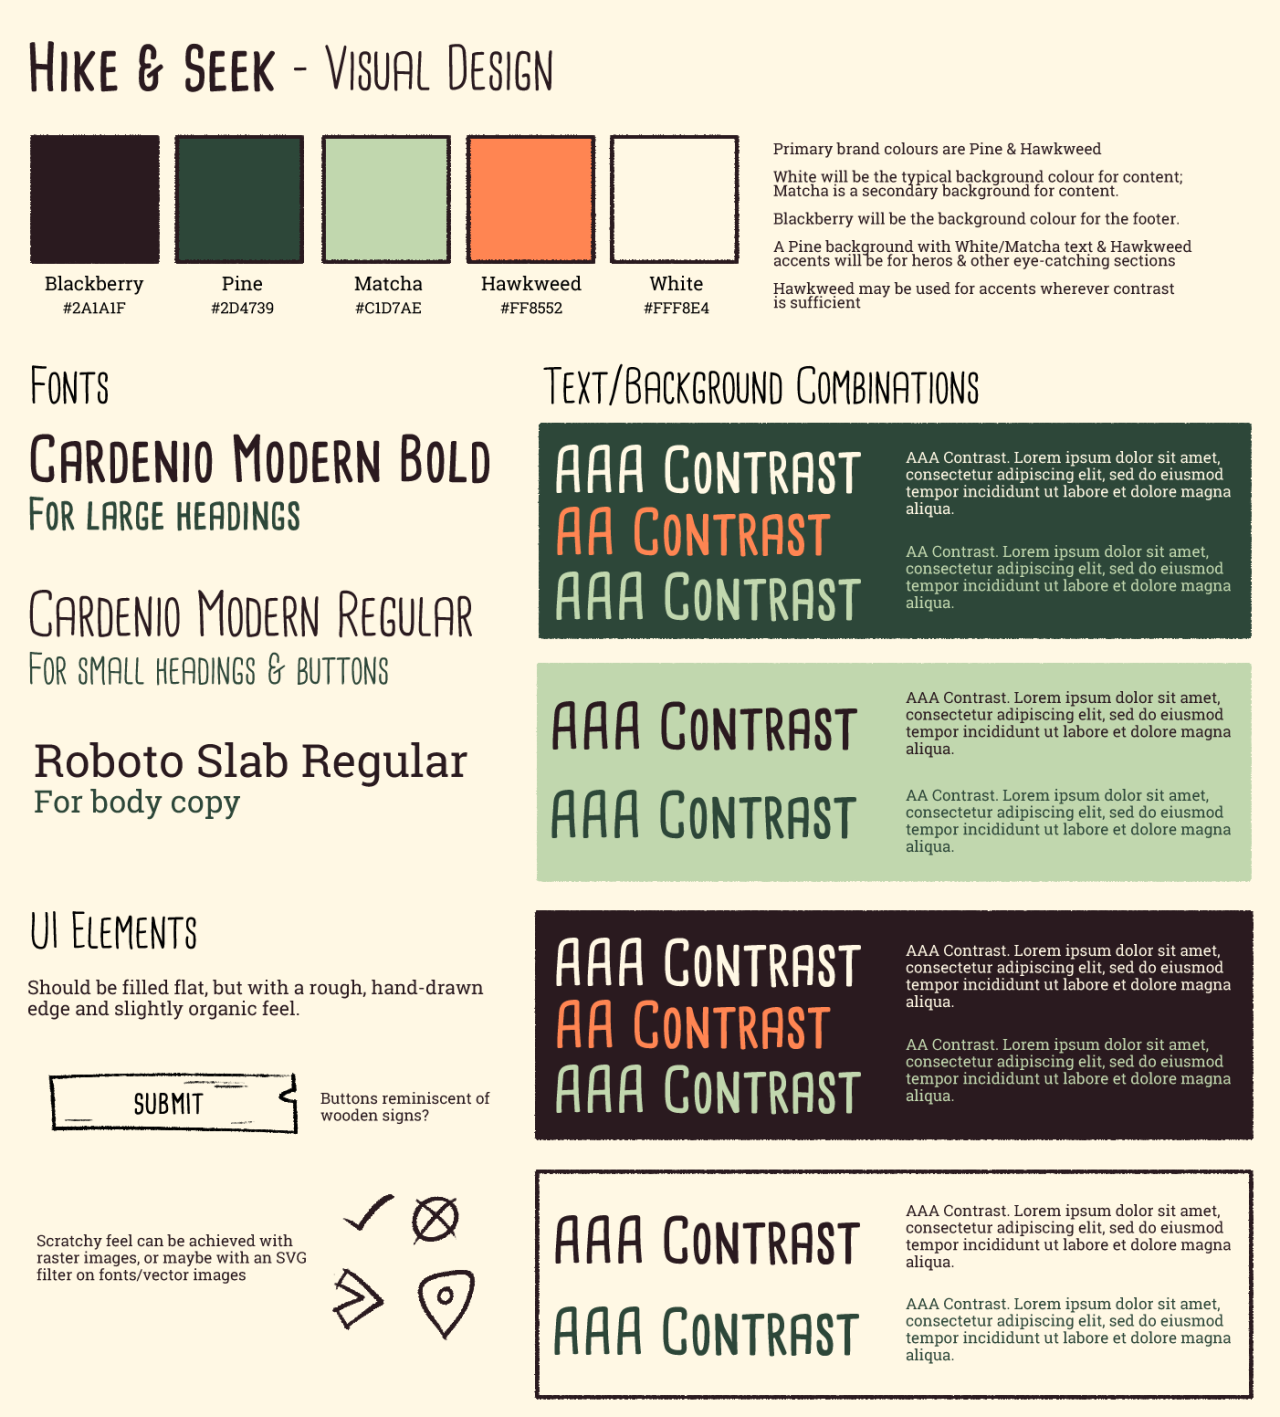 HIKE & SEEK - VISUAL DESIGN
Blackberry
#2A1A1F
Pine
#2D4739
Matcha
#C1D7AE
Hawkweed
#FF8552
White
#FFF8E4
Primary brand colours are Pine & Hawkweed
White will be the typical background colour for content;
Matcha is a secondary background for content.
Blackberry will be the background colour for the footer.
A Pine background with White/Matcha text & Hawkweed
accents will be for heros & other eye-catching sections
Hawkweed may be used for accents wherever contrast
is sufficient
FONTS
CARDENIO MODERN BOLD
FOR LARGE HEADINGS
CARDENIO MODERN REGULAR
FOR SMALL HEADINGS & BUTTONS
Roboto Slab Regular
For body copy
UI ELEMENTS
Should be filled flat, but with a rough, hand-drawn
edge and slightly organic feel.
SUBMIT
Buttons reminiscent of
wooden signs?
Scratchy feel can be achieved with
raster images, or maybe with an SVG
filter on fonts/vector images
TEXT/BACKGROUND COMBINATIONS
AAA CONTRAST
AA CONTRAST
AAA CONTRAST
AAA Contrast. Lorem ipsum dolor sit amet,
consectetur adipiscing elit, sed do eiusmod
tempor incididunt ut labore et dolore magna
aliqua.
AA Contrast. Lorem ipsum dolor sit amet,
consectetur adipiscing elit, sed do eiusmod
tempor incididunt ut labore et dolore magna
aliqua.
AAA CONTRAST
AAA CONTRAST
AAA Contrast. Lorem ipsum dolor sit amet,
consectetur adipiscing elit, sed do eiusmod
tempor incididunt ut labore et dolore magna
aliqua.
AA Contrast. Lorem ipsum dolor sit amet,
consectetur adipiscing elit, sed do eiusmod
tempor incididunt ut labore et dolore magna
aliqua.
AAA CONTRAST
AA CONTRAST
AAA CONTRAST
AAA Contrast. Lorem ipsum dolor sit amet,
consectetur adipiscing elit, sed do eiusmod
tempor incididunt ut labore et dolore magna
aliqua.
AA Contrast. Lorem ipsum dolor sit amet,
consectetur adipiscing elit, sed do eiusmod
tempor incididunt ut labore et dolore magna
aliqua.
AAA CONTRAST
AAA CONTRAST
AAA Contrast. Lorem ipsum dolor sit amet,
consectetur adipiscing elit, sed do eiusmod
tempor incididunt ut labore et dolore magna
aliqua.
AAA Contrast. Lorem ipsum dolor sit amet,
consectetur adipiscing elit, sed do eiusmod
tempor incididunt ut labore et dolore magna
aliqua.